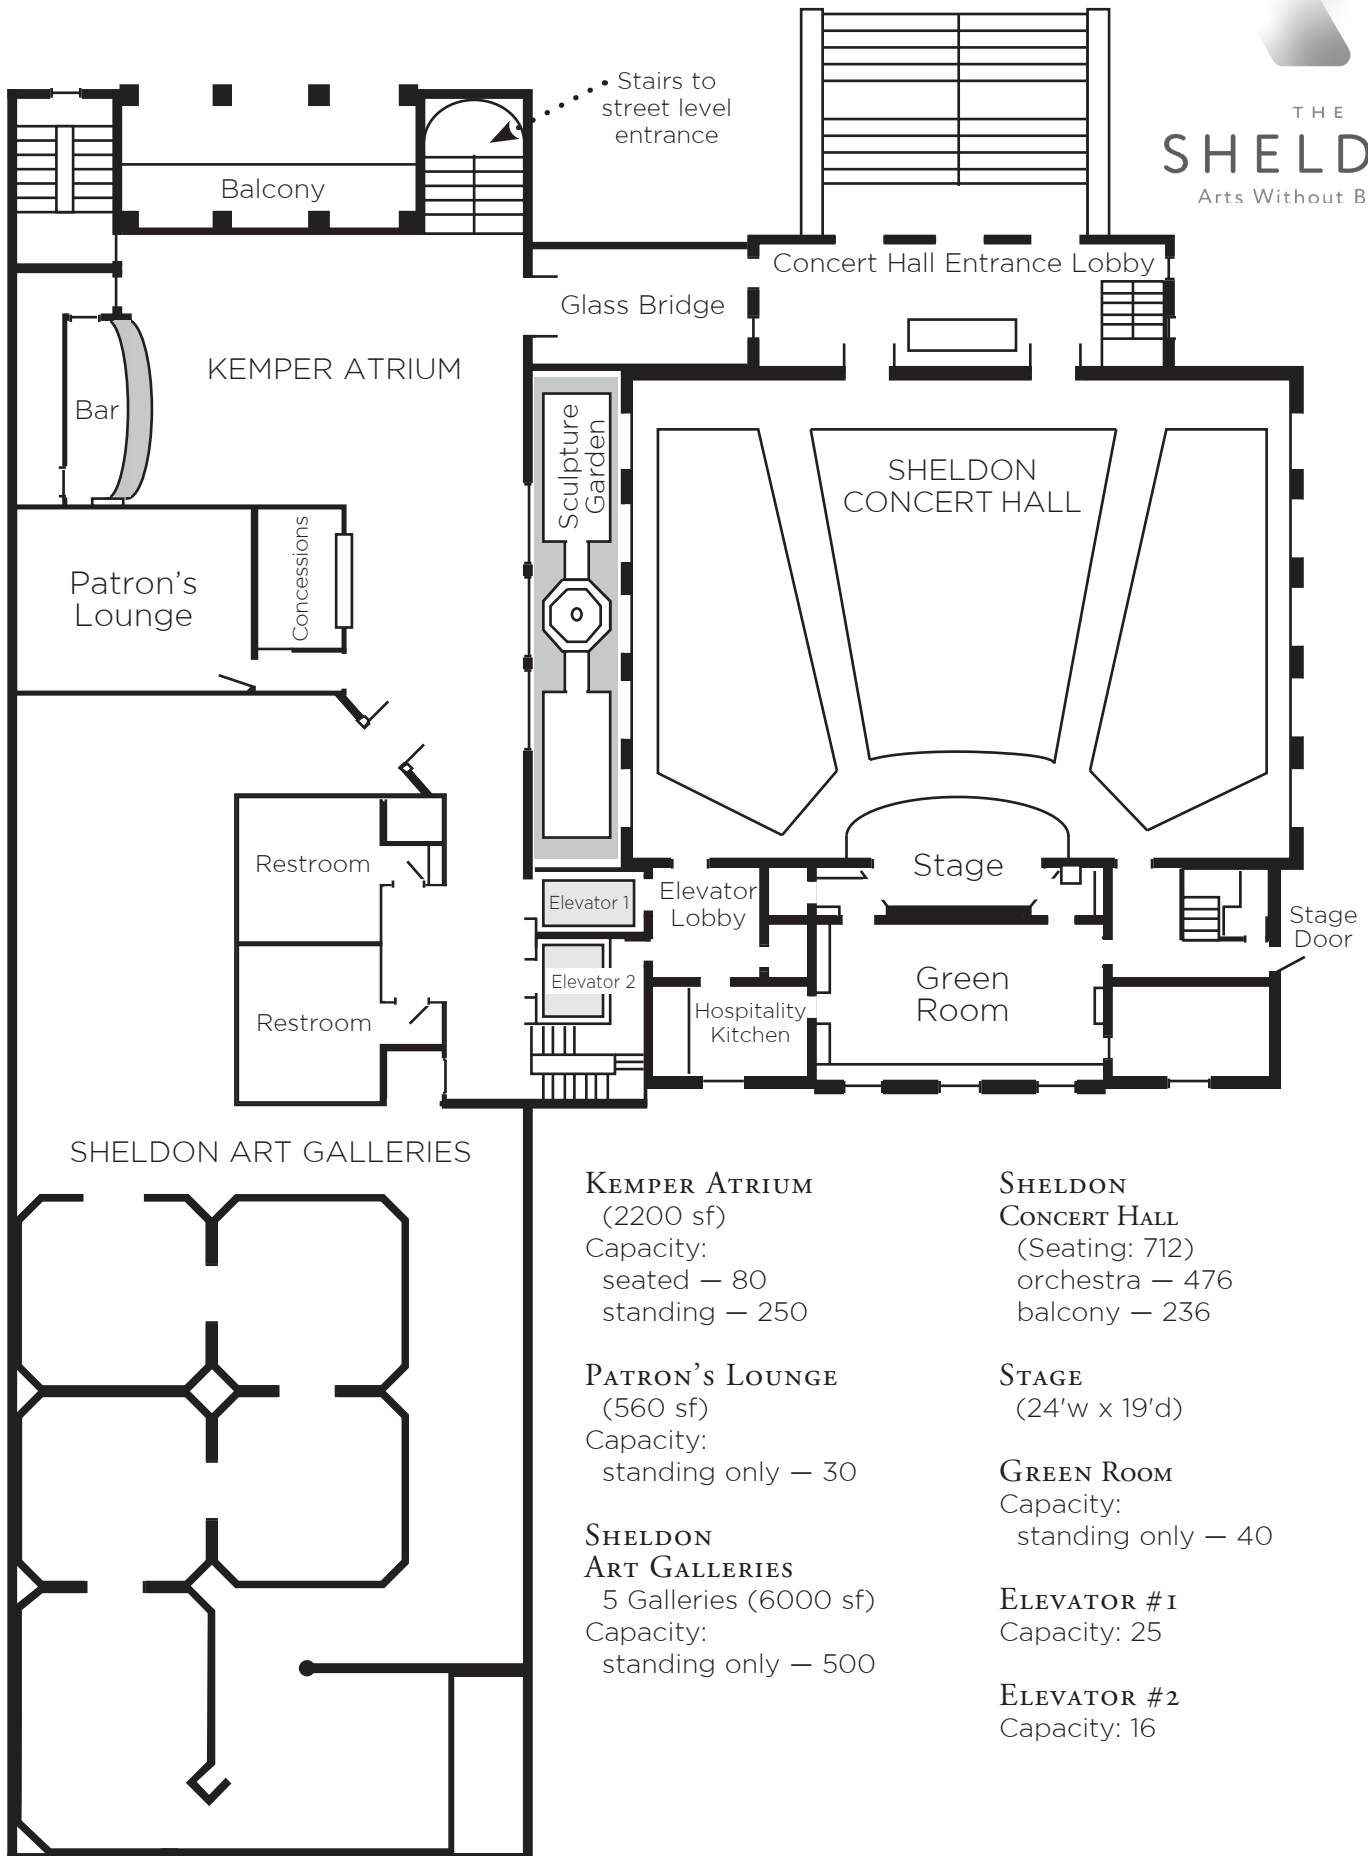 Stairs to
street level
entrance
THE
SHELD
Arts Without B
Balcony
Concert Hall Entrance Lobby
Glass Bridge
KEMPER ATRIUM
Bar
Sculpture
Garden
SHELDON
CONCERT HALL
Patron's
Lounge
Concessions
Restroom
Elevator 1
Elevator
Lobby
Stage
Stage
Door
Elevator 2
Green
Room
Hospitality
Kitchen
Restroom
SHELDON ART GALLERIES
KEMPER ATRIUM
(2200 sf)
Capacity:
seated — 80
standing — 250
PATRON'S LOUNGE
(560 sf)
Capacity:
standing only — 30
SHELDON
ART GALLERIES
5 Galleries (6000 sf)
Capacity:
standing only — 500
SHELDON
CONCERT HALL
(Seating: 712)
orchestra — 476
balcony — 236
STAGE
(24'w x 19'd)
GREEN ROOM
Capacity:
standing only — 40
ELEVATOR #1
Capacity: 25
ELEVATOR #2
Capacity: 16